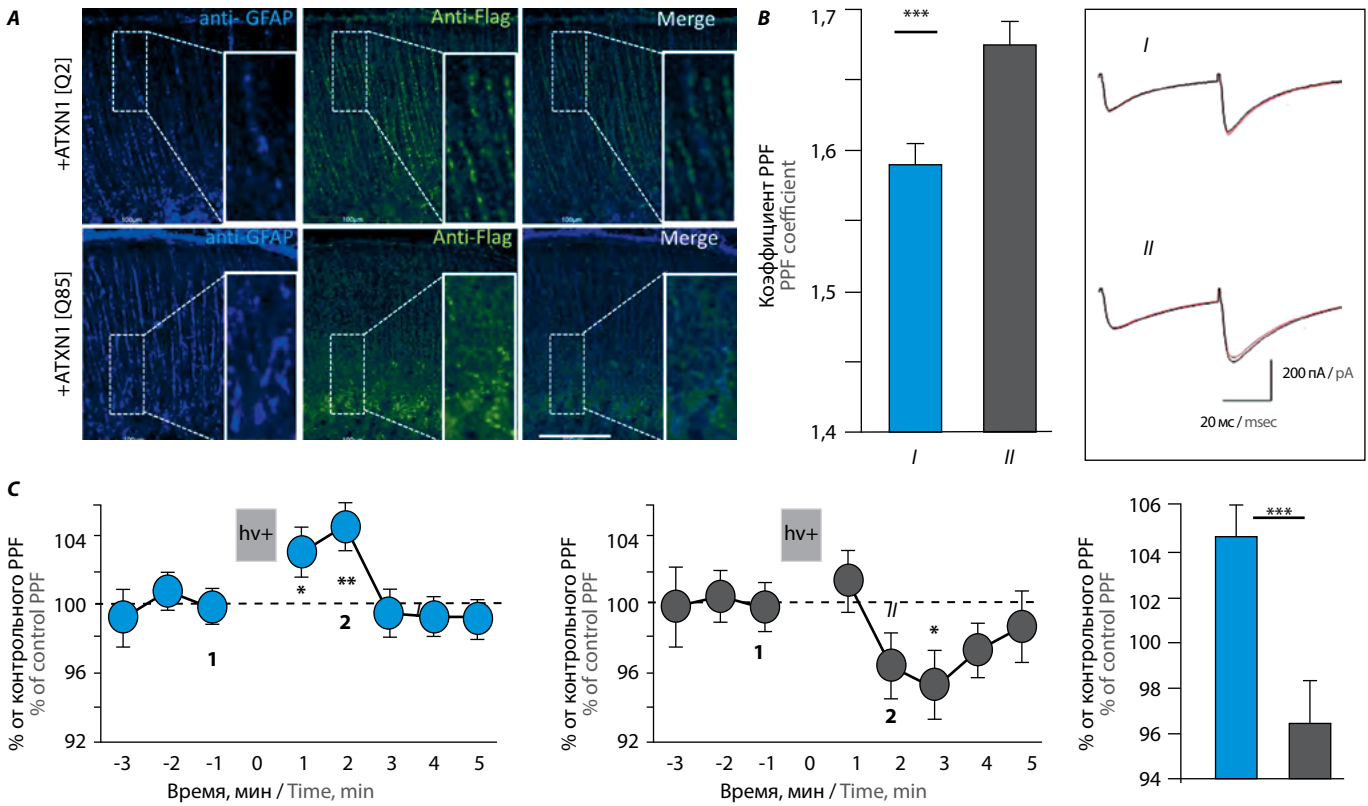 A
anti- GFAP
Anti-Flag
Merge
+ATXN1 [Q2]
100µm
100µm
100µm
anti-GFAP
Anti-Flag
Merge
+ATXN1 [Q85]
100µm
100µm
B
Коэффициент PPF
PPF coefficient
1,7
1,6
1,5
1,4
***
I
II
I
II
200 пА / pA
20 мс / msec
C
% от контрольного PPF
% of control PPF
104
100
96
92
hv+
*
**
1
2
-3 -2 -1 0 1 2 3 4 5
Время, мин / Time, min
% от контрольного PPF
% of control PPF
104
100
96
92
hv+
//
*
1
2
-3 -2 -1 0 1 2 3 4 5
Время, мин / Time, min
% от контрольного PPF
% of control PPF
106
104
102
100
98
96
94
***